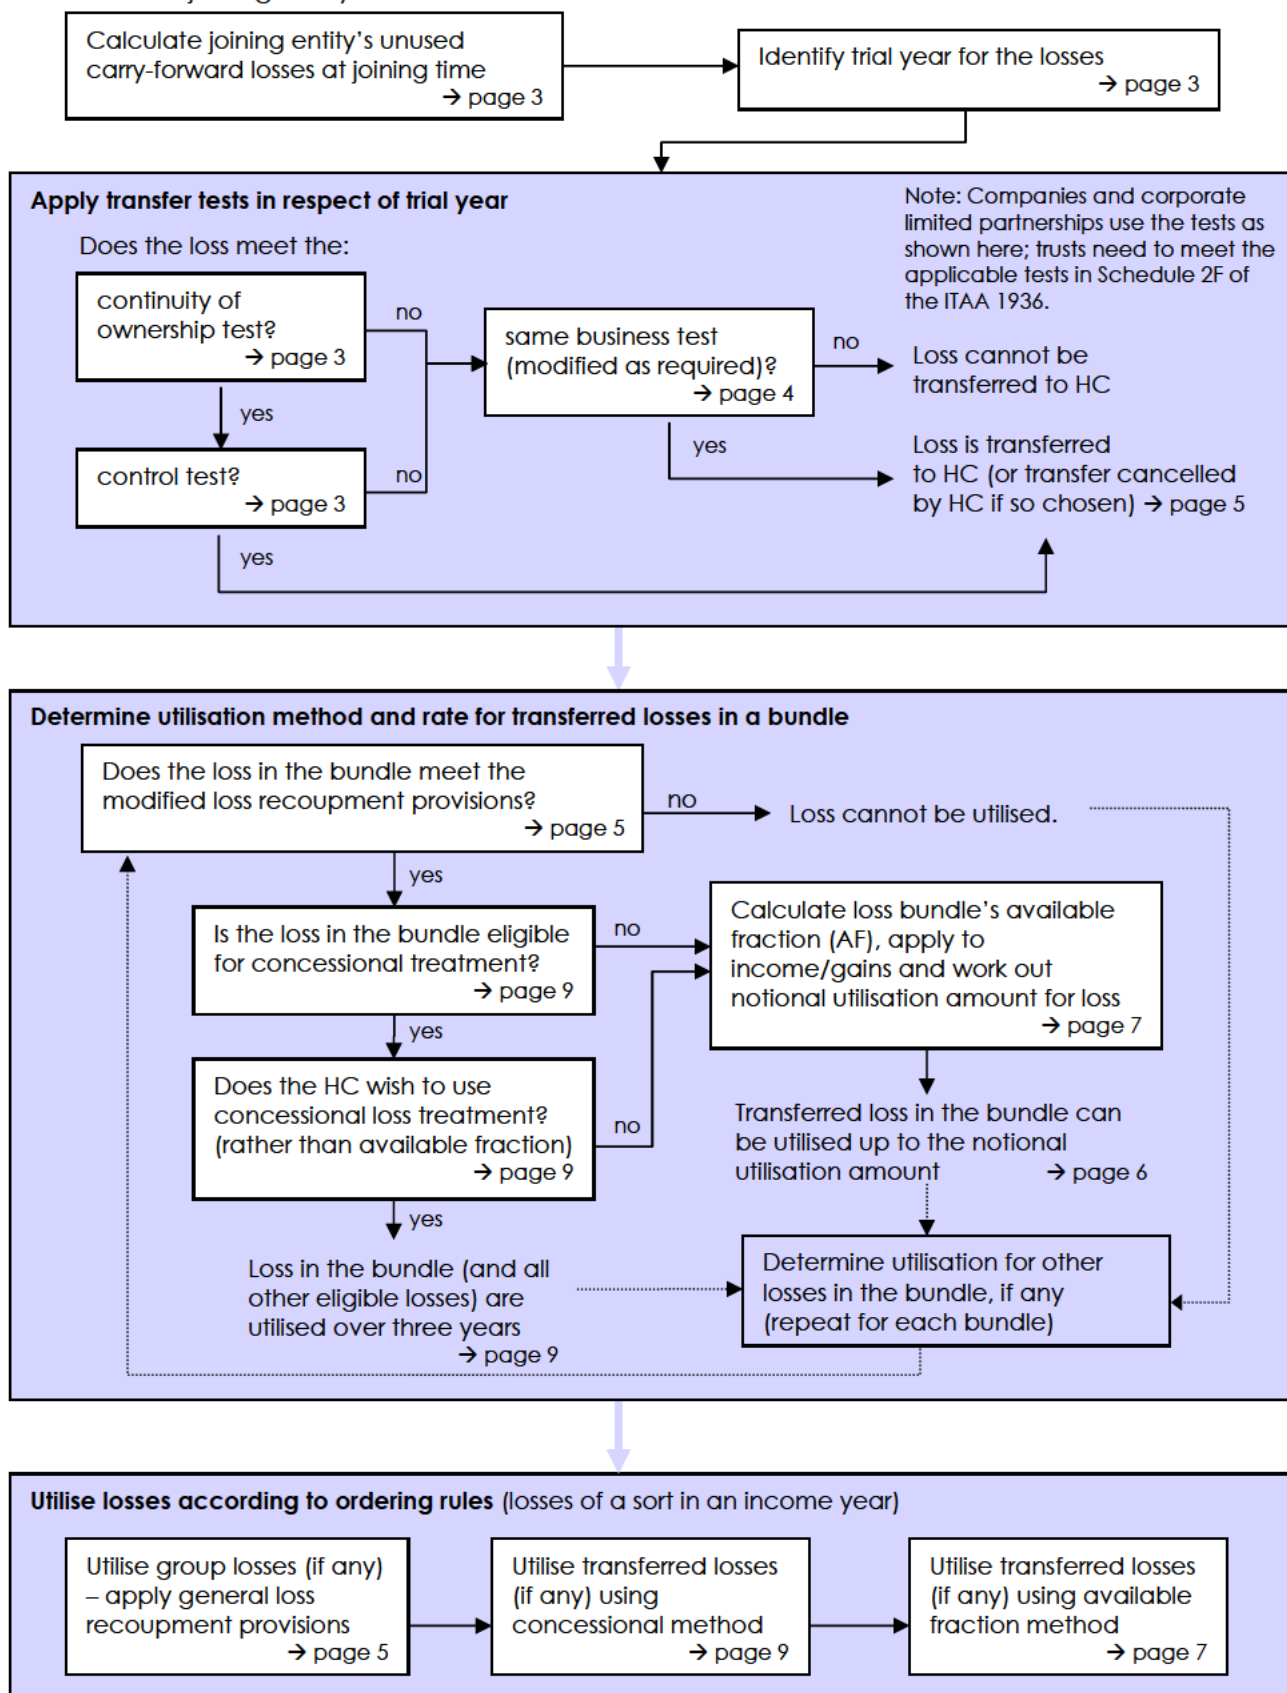 Calculate joining entity's unused
carry-forward losses at joining time
→ page 3
Identify trial year for the losses
→ page 3
Apply transfer tests in respect of trial year
Note: Companies and corporate
limited partnerships use the tests as
shown here; trusts need to meet the
applicable tests in Schedule 2F of
the ITAA 1936.
Does the loss meet the:
continuity of
ownership test?
→ page 3
no
same business test
(modified as required)?
→ page 4
no
Loss cannot be
transferred to HC
yes
yes
Loss is transferred
to HC (or transfer cancelled
by HC if so chosen) → page 5
control test?
→ page 3
no
yes
Determine utilisation method and rate for transferred losses in a bundle
Does the loss in the bundle meet the
modified loss recoupment provisions?
→ page 5
no
Loss cannot be utilised.
yes
Is the loss in the bundle eligible
for concessional treatment?
→ page 9
no
Calculate loss bundle's available
fraction (AF), apply to
income/gains and work out
notional utilisation amount for loss
→ page 7
yes
Does the HC wish to use
concessional loss treatment?
(rather than available fraction)
→ page 9
no
Transferred loss in the bundle can
be utilised up to the notional
utilisation amount → page 6
yes
Loss in the bundle (and all
other eligible losses) are
utilised over three years
→ page 9
Determine utilisation for other
losses in the bundle, if any
(repeat for each bundle)
Utilise losses according to ordering rules (losses of a sort in an income year)
Utilise group losses (if any)
– apply general loss
recoupment provisions
→ page 5
Utilise transferred losses
(if any) using
concessional method
→ page 9
Utilise transferred losses
(if any) using available
fraction method
→ page 7